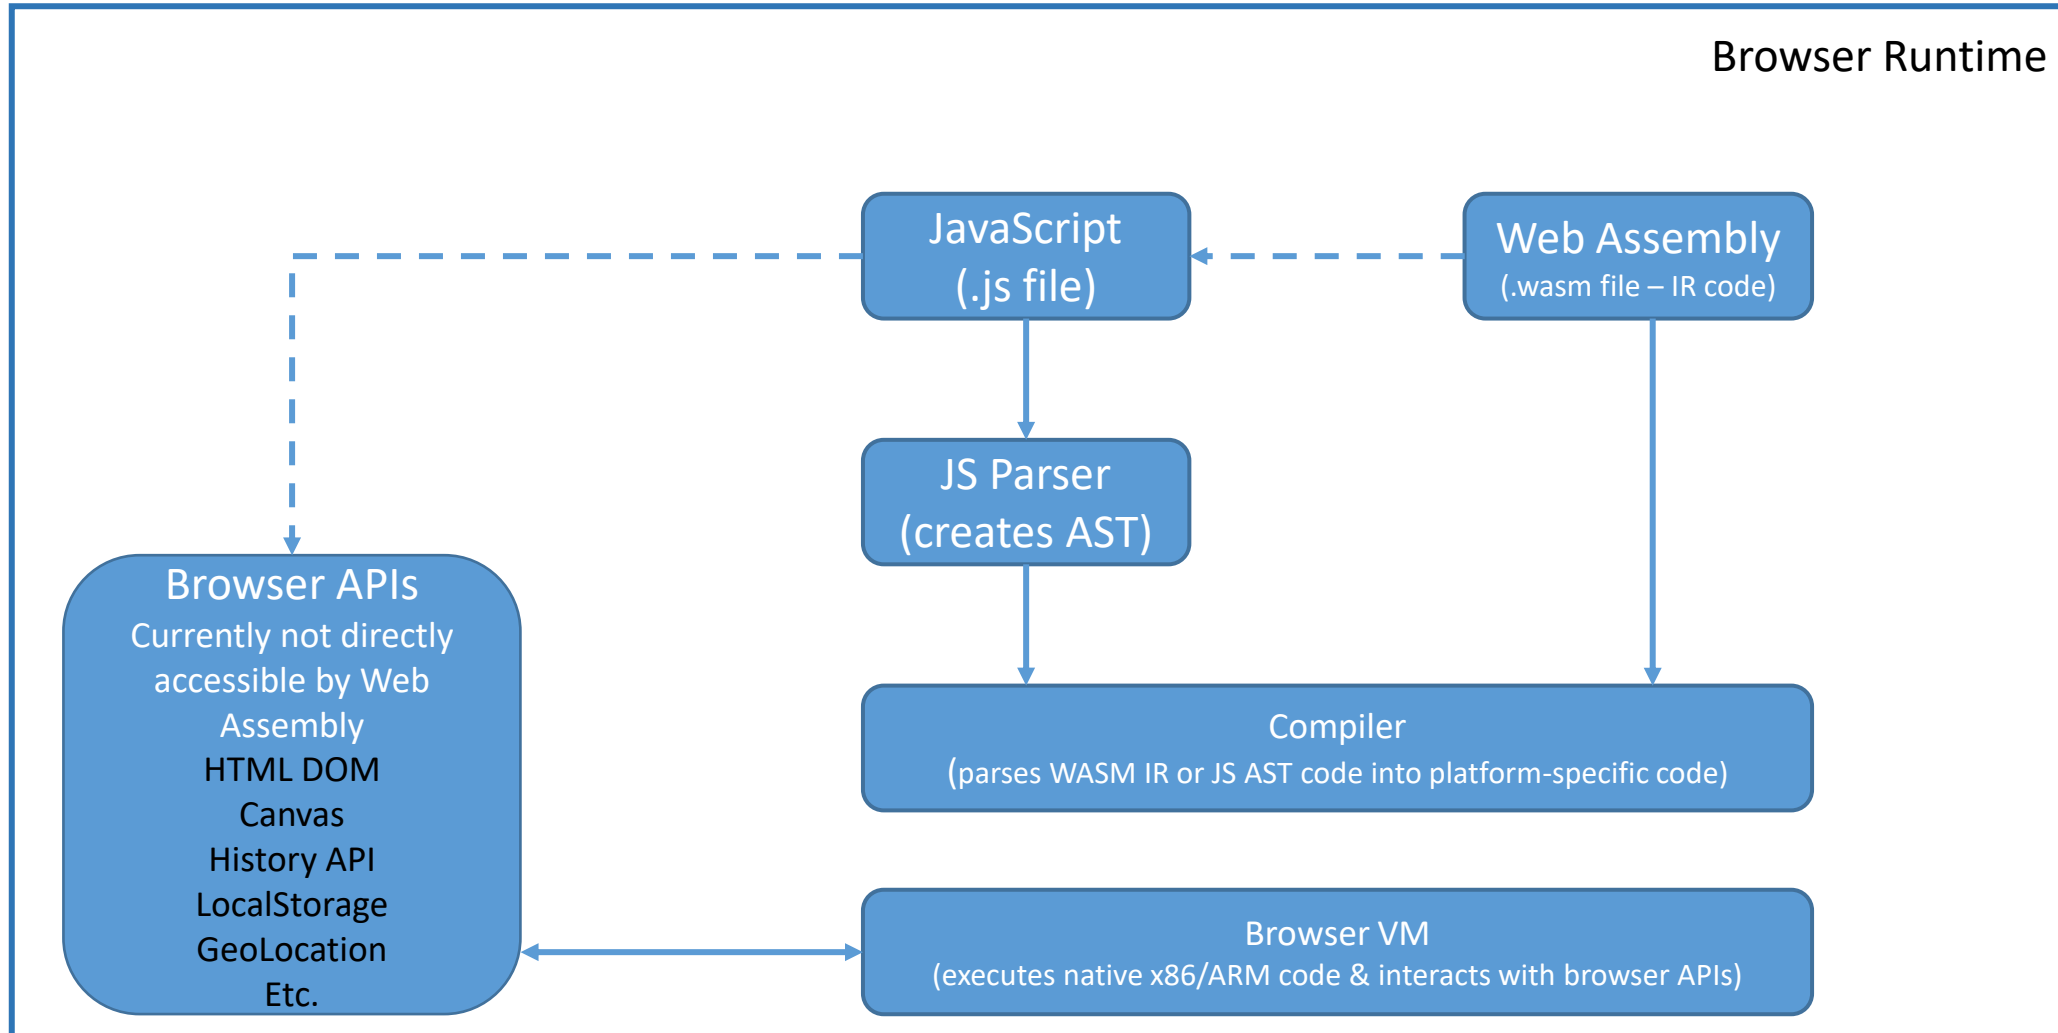 Browser Runtime
JavaScript
(.js file)
Web Assembly
(.wasm file – IR code)
JS Parser
(creates AST)
Browser APIs
Currently not directly
accessible by Web
Assembly
HTML DOM
Canvas
History API
LocalStorage
GeoLocation
Etc.
Compiler
(parses WASM IR or JS AST code into platform-specific code)
Browser VM
(executes native x86/ARM code & interacts with browser APIs)